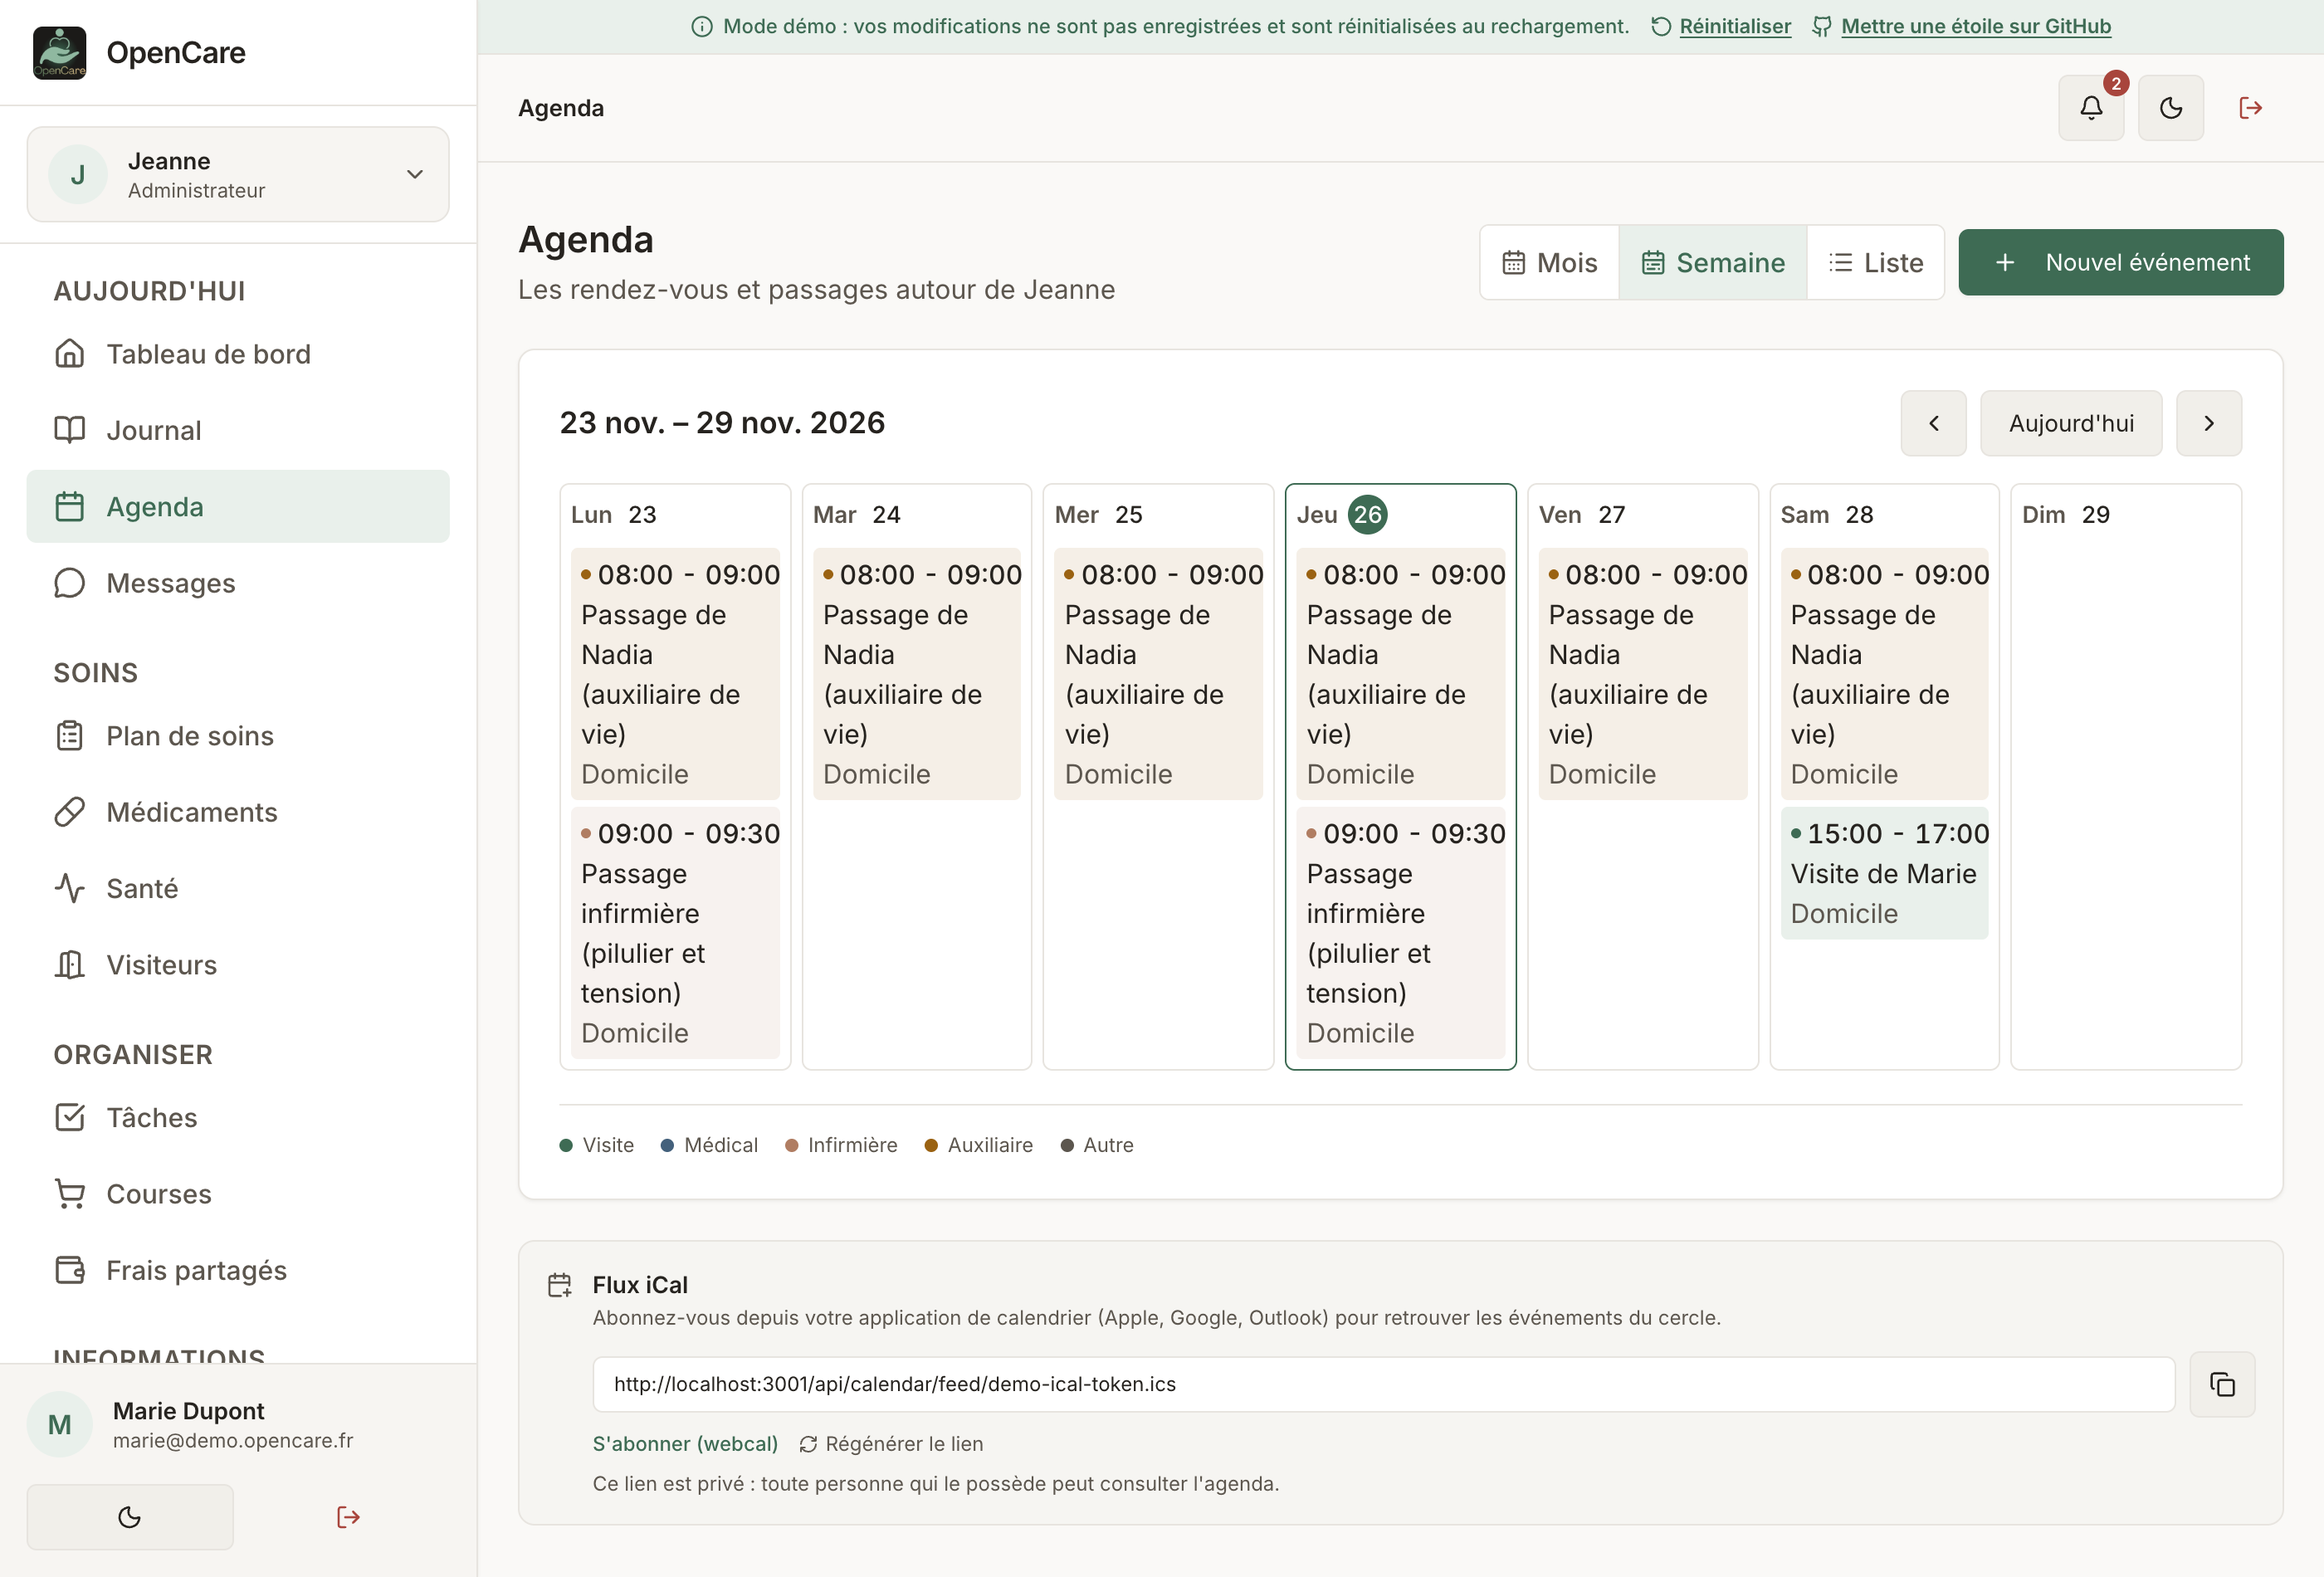 OpenCare
OpenCare
J
Jeanne
Administrateur
AUJOURD'HUI
Tableau de bord
Journal
Agenda
Messages
SOINS
Plan de soins
Médicaments
Santé
Visiteurs
ORGANISER
Tâches
Courses
Frais partagés
INFORMATIONS
M
Marie Dupont
marie@demo.opencare.fr
Mode démo : vos modifications ne sont pas enregistrées et sont réinitialisées au rechargement. Réinitialiser Mettre une étoile sur GitHub
Agenda
2
Agenda
Les rendez-vous et passages autour de Jeanne
Mois Semaine Liste
+ Nouvel événement
23 nov. – 29 nov. 2026
Aujourd'hui
Lun 23
08:00 - 09:00
Passage de
Nadia
(auxiliaire de
vie)
Domicile
09:00 - 09:30
Passage
infirmière
(pilulier et
tension)
Domicile
Mar 24
08:00 - 09:00
Passage de
Nadia
(auxiliaire de
vie)
Domicile
Mer 25
08:00 - 09:00
Passage de
Nadia
(auxiliaire de
vie)
Domicile
Jeu 26
08:00 - 09:00
Passage de
Nadia
(auxiliaire de
vie)
Domicile
09:00 - 09:30
Passage
infirmière
(pilulier et
tension)
Domicile
Ven 27
08:00 - 09:00
Passage de
Nadia
(auxiliaire de
vie)
Domicile
Sam 28
08:00 - 09:00
Passage de
Nadia
(auxiliaire de
vie)
Domicile
15:00 - 17:00
Visite de Marie
Domicile
Dim 29
Visite Médical Infirmière Auxiliaire Autre
Flux iCal
Abonnez-vous depuis votre application de calendrier (Apple, Google, Outlook) pour retrouver les événements du cercle.
http://localhost:3001/api/calendar/feed/demo-ical-token.ics
S'abonner (webcal) Régénérer le lien
Ce lien est privé : toute personne qui le possède peut consulter l'agenda.